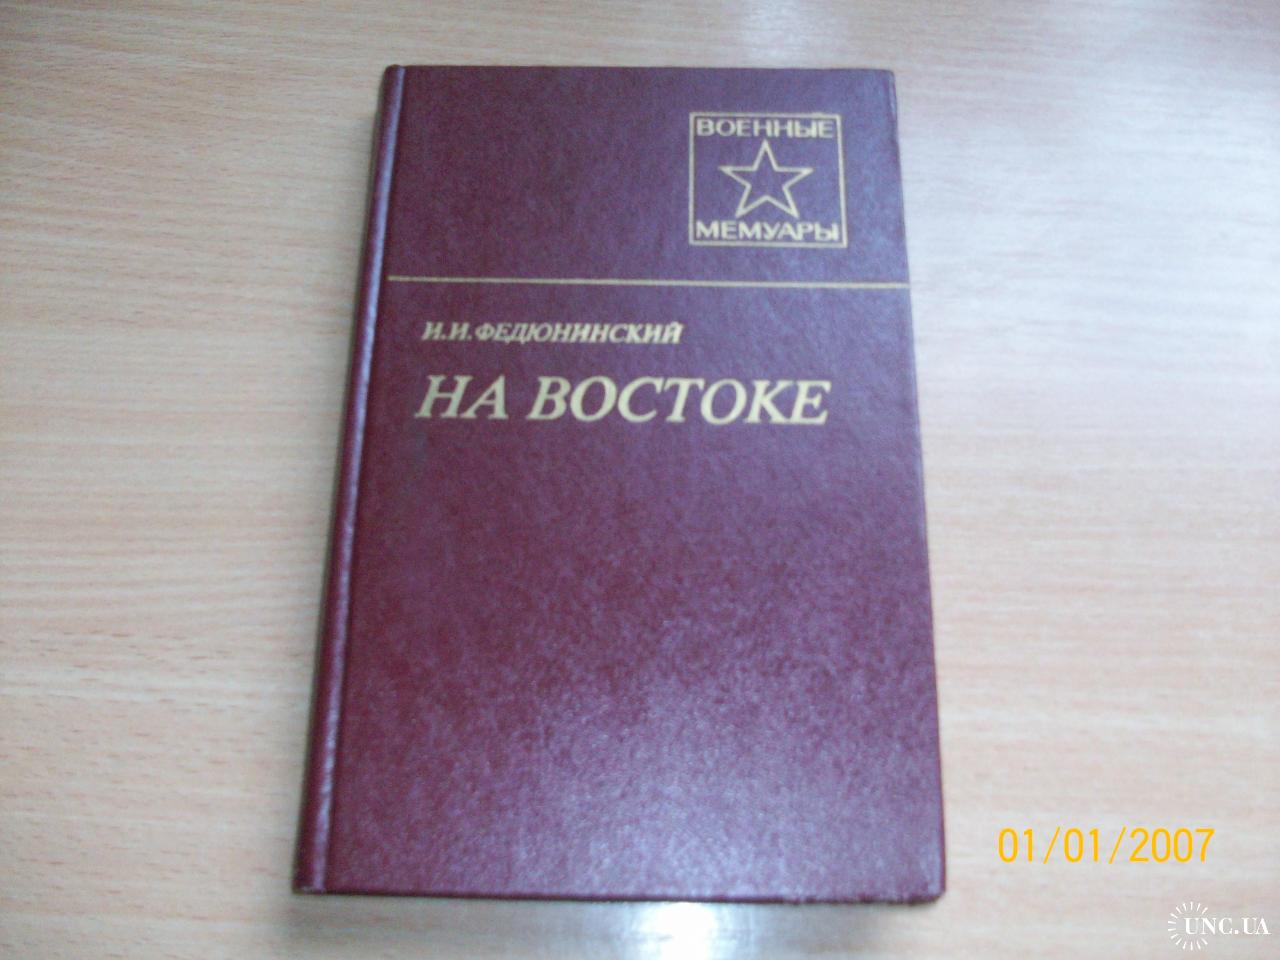 ВОЕННЫЕ
МЕМУАРЫ
И.И.ФЕДЮНИНСКИЙ
НА ВОСТОКЕ
01/01/2007
UNC.UA